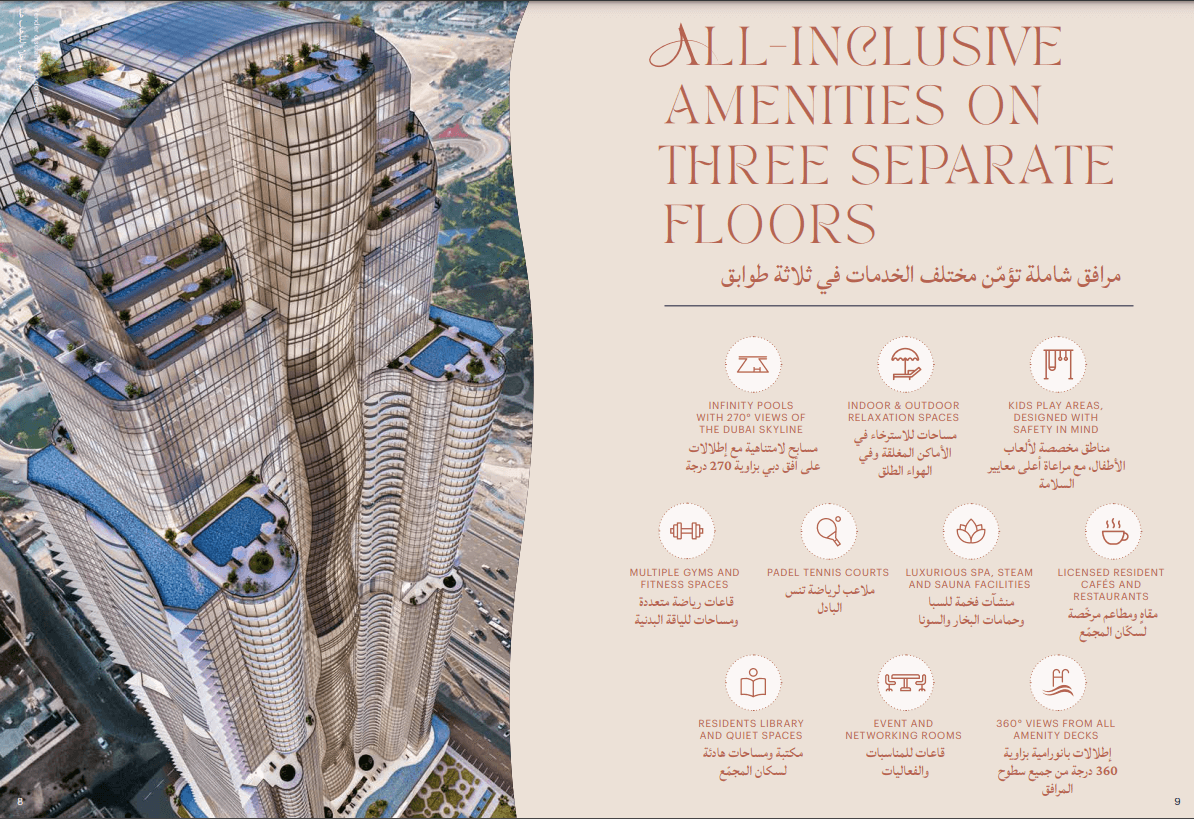 ALL-INCLUSIVE
AMENITIES ON
THREE SEPARATE
FLOORS
مرافق شاملة تؤمّن مختلف الخدمات في ثلاثة طوابق
INFINITY POOLS
WITH 270° VIEWS OF
THE DUBAI SKYLINE
مسابح لامتناهية مع إطلالات
على أفق دبي بزاوية 270 درجة
INDOOR & OUTDOOR
RELAXATION SPACES
مساحات للاسترخاء في
الأماكن المغلقة وفي
الهواء الطلق
KIDS PLAY AREAS,
DESIGNED WITH
SAFETY IN MIND
مناطق مخصصة لألعاب
الأطفال، مع مراعاة أعلى معايير
السلامة
MULTIPLE GYMS AND
FITNESS SPACES
قاعات رياضة متعددة
ومساحات للياقة البدنية
PADEL TENNIS COURTS
ملاعب لرياضة تنس
البادل
LUXURIOUS SPA, STEAM
AND SAUNA FACILITIES
منشآت فخمة للسبا
وحمامات البخار والسونا
LICENSED RESIDENT
CAFÉS AND
RESTAURANTS
مقاهٍ ومطاعم مرخّصة
لسكّان المجمّع
RESIDENTS LIBRARY
AND QUIET SPACES
مكتبة ومساحات هادئة
لسكان المجمّع
EVENT AND
NETWORKING ROOMS
قاعات للمناسبات
والفعاليات
360° VIEWS FROM ALL
AMENITY DECKS
إطلالات بانورامية بزاوية
360 درجة من جميع سطوح
المرافق
8
9